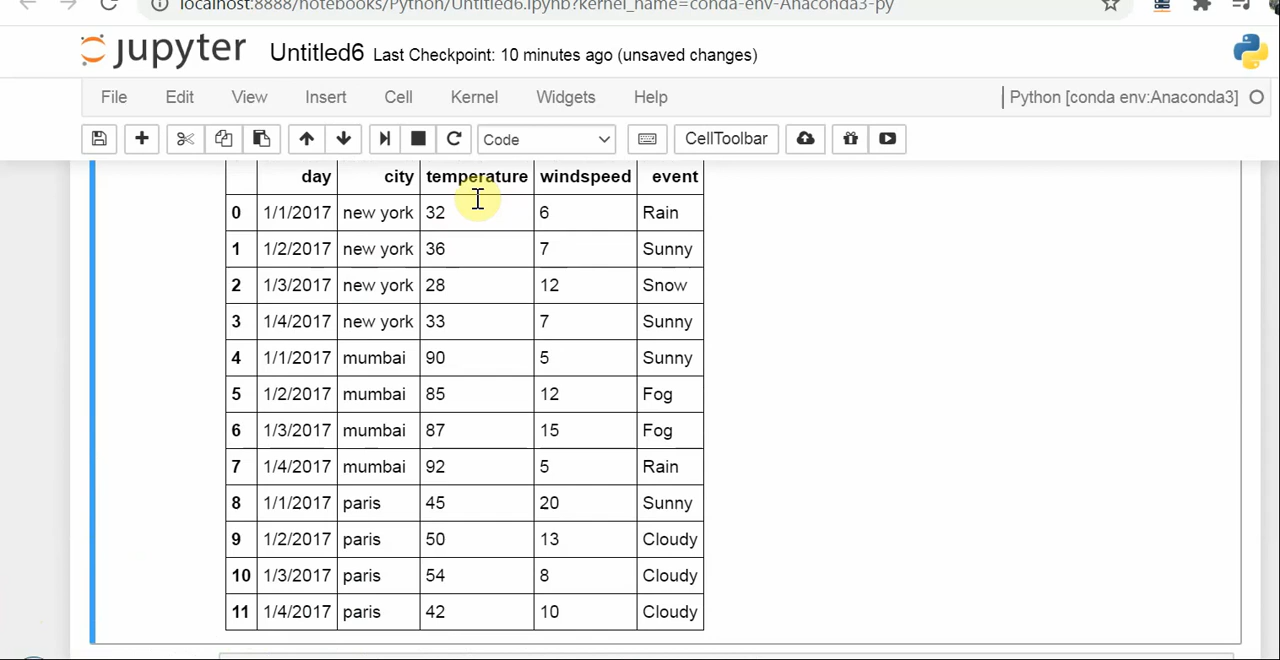 localhost:8888/notebooks/Python/Untitled6.ipynb?kernel_name=conda-env-Anaconda3-py
jupyter Untitled6 Last Checkpoint: 10 minutes ago (unsaved changes)
File Edit View Insert Cell Kernel Widgets Help Python [conda env:Anaconda3]
Code CellToolbar
day city temperature windspeed event
0 1/1/2017 new york 32 6 Rain
1 1/2/2017 new york 36 7 Sunny
2 1/3/2017 new york 28 12 Snow
3 1/4/2017 new york 33 7 Sunny
4 1/1/2017 mumbai 90 5 Sunny
5 1/2/2017 mumbai 85 12 Fog
6 1/3/2017 mumbai 87 15 Fog
7 1/4/2017 mumbai 92 5 Rain
8 1/1/2017 paris 45 20 Sunny
9 1/2/2017 paris 50 13 Cloudy
10 1/3/2017 paris 54 8 Cloudy
11 1/4/2017 paris 42 10 Cloudy